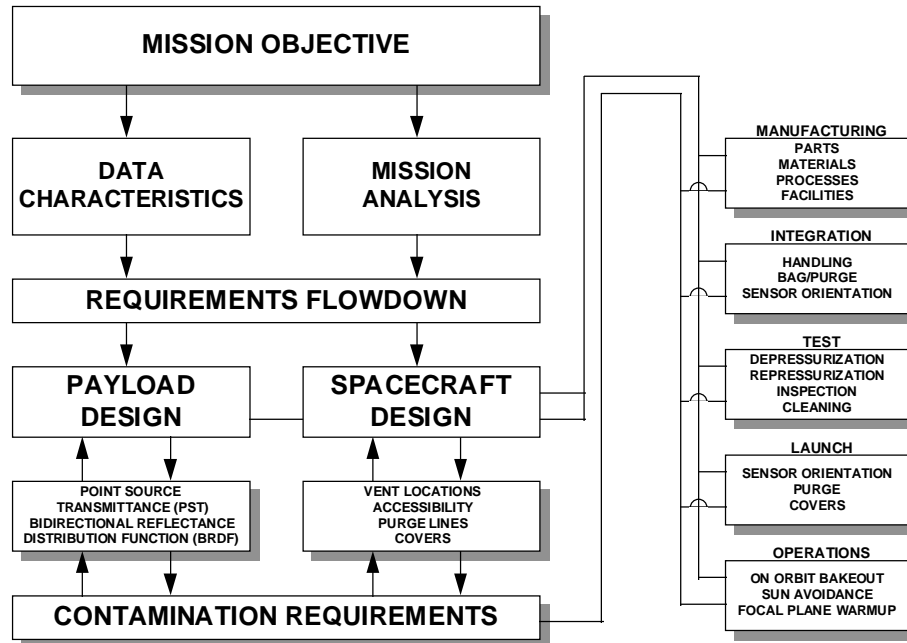 MISSION OBJECTIVE
DATA
CHARACTERISTICS
MISSION
ANALYSIS
REQUIREMENTS FLOWDOWN
PAYLOAD
DESIGN
SPACECRAFT
DESIGN
POINT SOURCE
TRANSMITTANCE (PST)
BIDIRECTIONAL REFLECTANCE
DISTRIBUTION FUNCTION (BRDF)
VENT LOCATIONS
ACCESSIBILITY
PURGE LINES
COVERS
CONTAMINATION REQUIREMENTS
MANUFACTURING
PARTS
MATERIALS
PROCESSES
FACILITIES
INTEGRATION
HANDLING
BAG/PURGE
SENSOR ORIENTATION
TEST
DEPRESSURIZATION
REPRESSURIZATION
INSPECTION
CLEANING
LAUNCH
SENSOR ORIENTATION
PURGE
COVERS
OPERATIONS
ON ORBIT BAKEOUT
SUN AVOIDANCE
FOCAL PLANE WARMUP